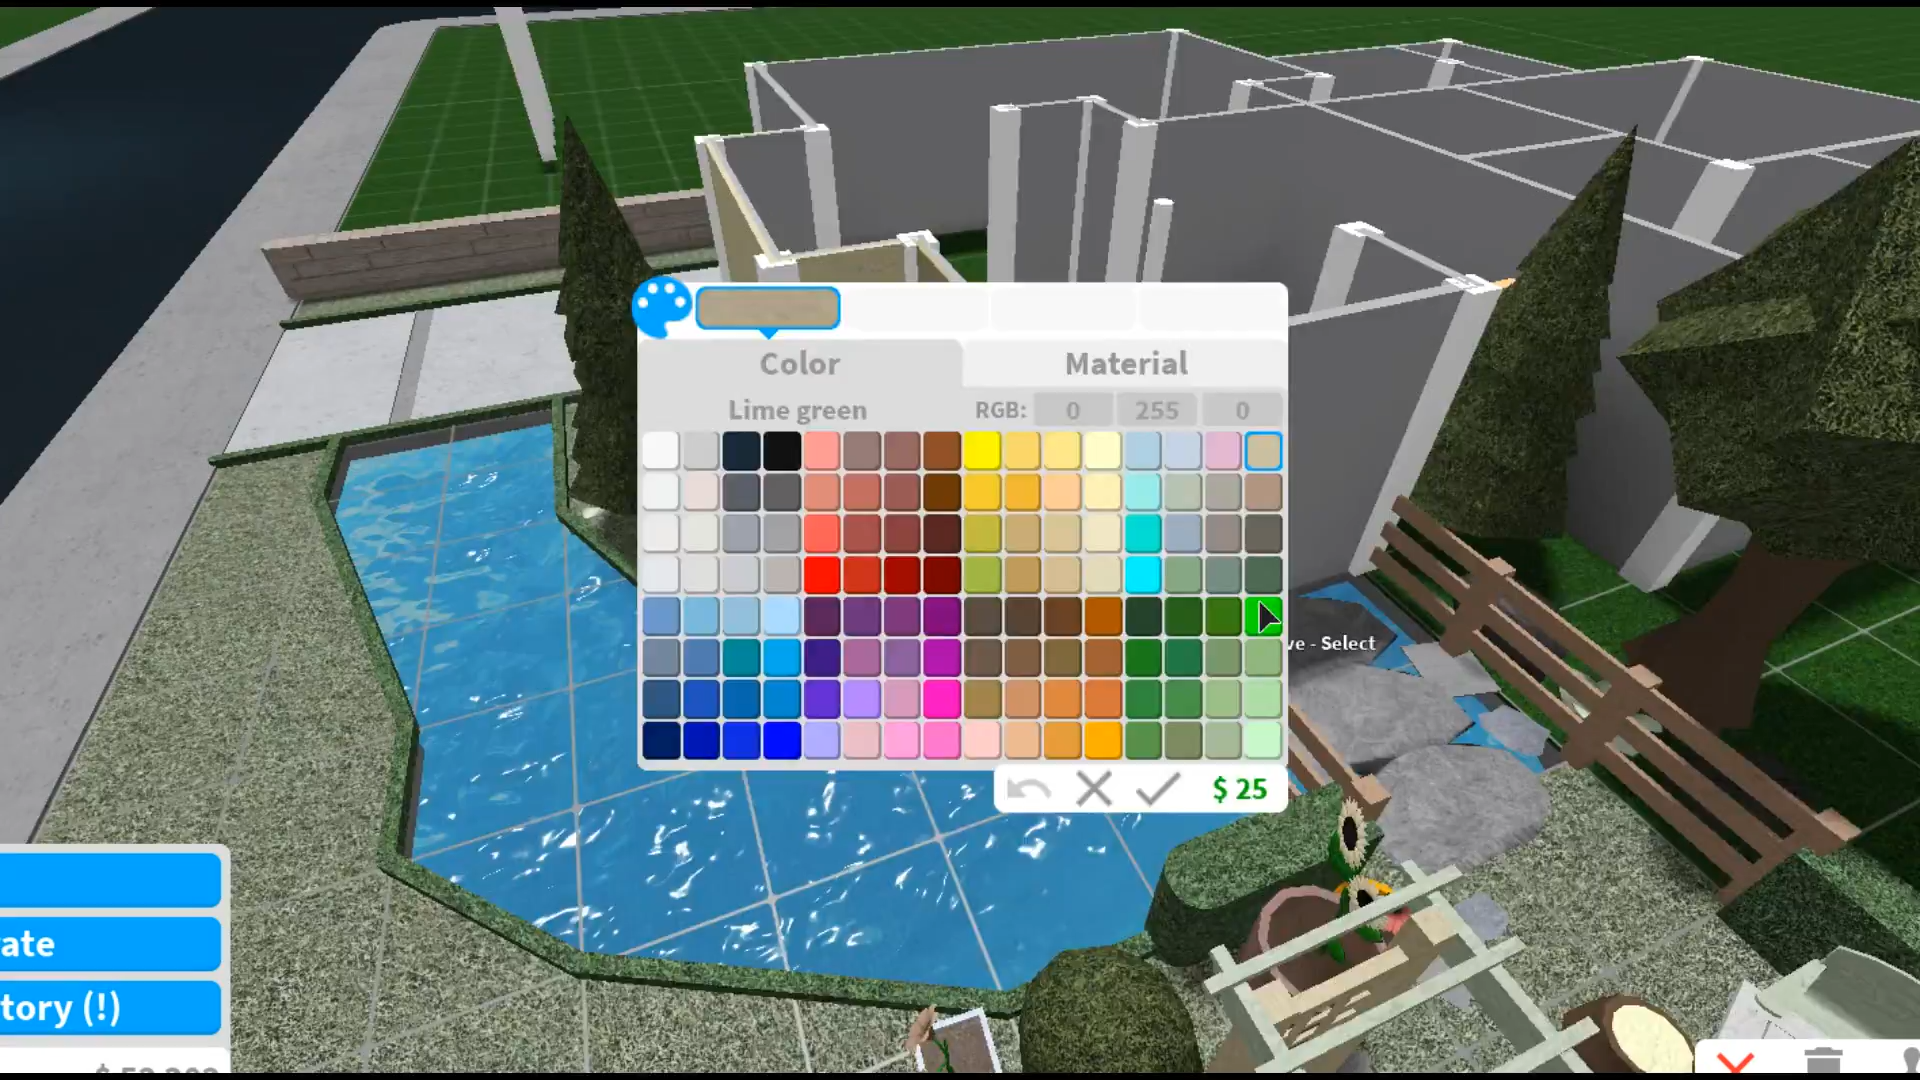 Color
Material
Lime green
RGB: 0 255 0
ve - Select
$ 25
ate
tory (!)